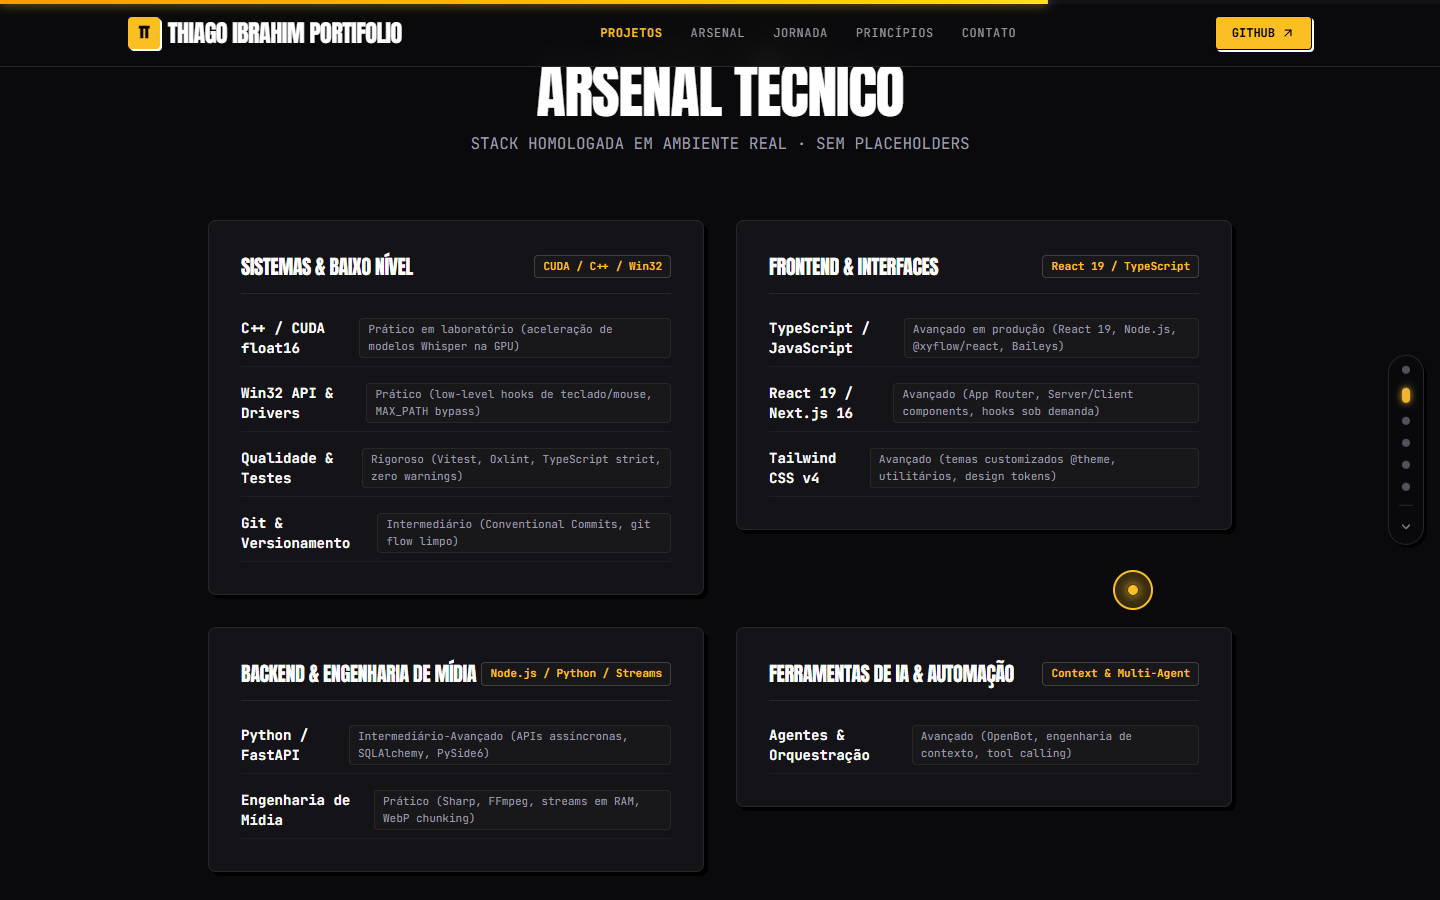 THIAGO IBRAHIM PORTIFOLIO
PROJETOS
ARSENAL
JORNADA
PRINCÍPIOS
CONTATO
GITHUB
ARSENAL TÉCNICO
STACK HOMOLOGADA EM AMBIENTE REAL · SEM PLACEHOLDERS
SISTEMAS & BAIXO NÍVEL
CUDA / C++ / Win32
C++ / CUDA
float16
Prático em laboratório (aceleração de
modelos Whisper na GPU)
Win32 API &
Drivers
Prático (low-level hooks de teclado/mouse,
MAX_PATH bypass)
Qualidade &
Testes
Rigoroso (Vitest, Oxlint, TypeScript strict,
zero warnings)
Git &
Versionamento
Intermediário (Conventional Commits, git
flow limpo)
FRONTEND & INTERFACES
React 19 / TypeScript
TypeScript /
JavaScript
Avançado em produção (React 19, Node.js,
@xyflow/react, Baileys)
React 19 /
Next.js 16
Avançado (App Router, Server/Client
components, hooks sob demanda)
Tailwind
CSS v4
Avançado (temas customizados @theme,
utilitários, design tokens)
BACKEND & ENGENHARIA DE MÍDIA
Node.js / Python / Streams
Python /
FastAPI
Intermediário-Avançado (APIs assíncronas,
SQLAlchemy, PySide6)
Engenharia de
Mídia
Prático (Sharp, FFmpeg, streams em RAM,
WebP chunking)
FERRAMENTAS DE IA & AUTOMAÇÃO
Context & Multi-Agent
Agentes &
Orquestração
Avançado (OpenBot, engenharia de
contexto, tool calling)